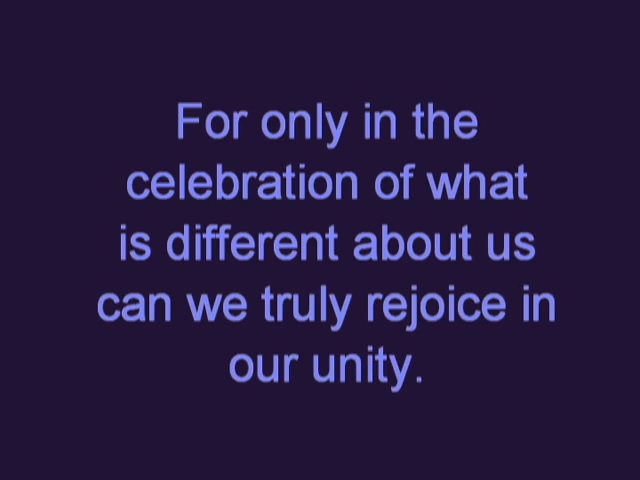 For only in the
celebration of what
is different about us
can we truly rejoice in
our unity.